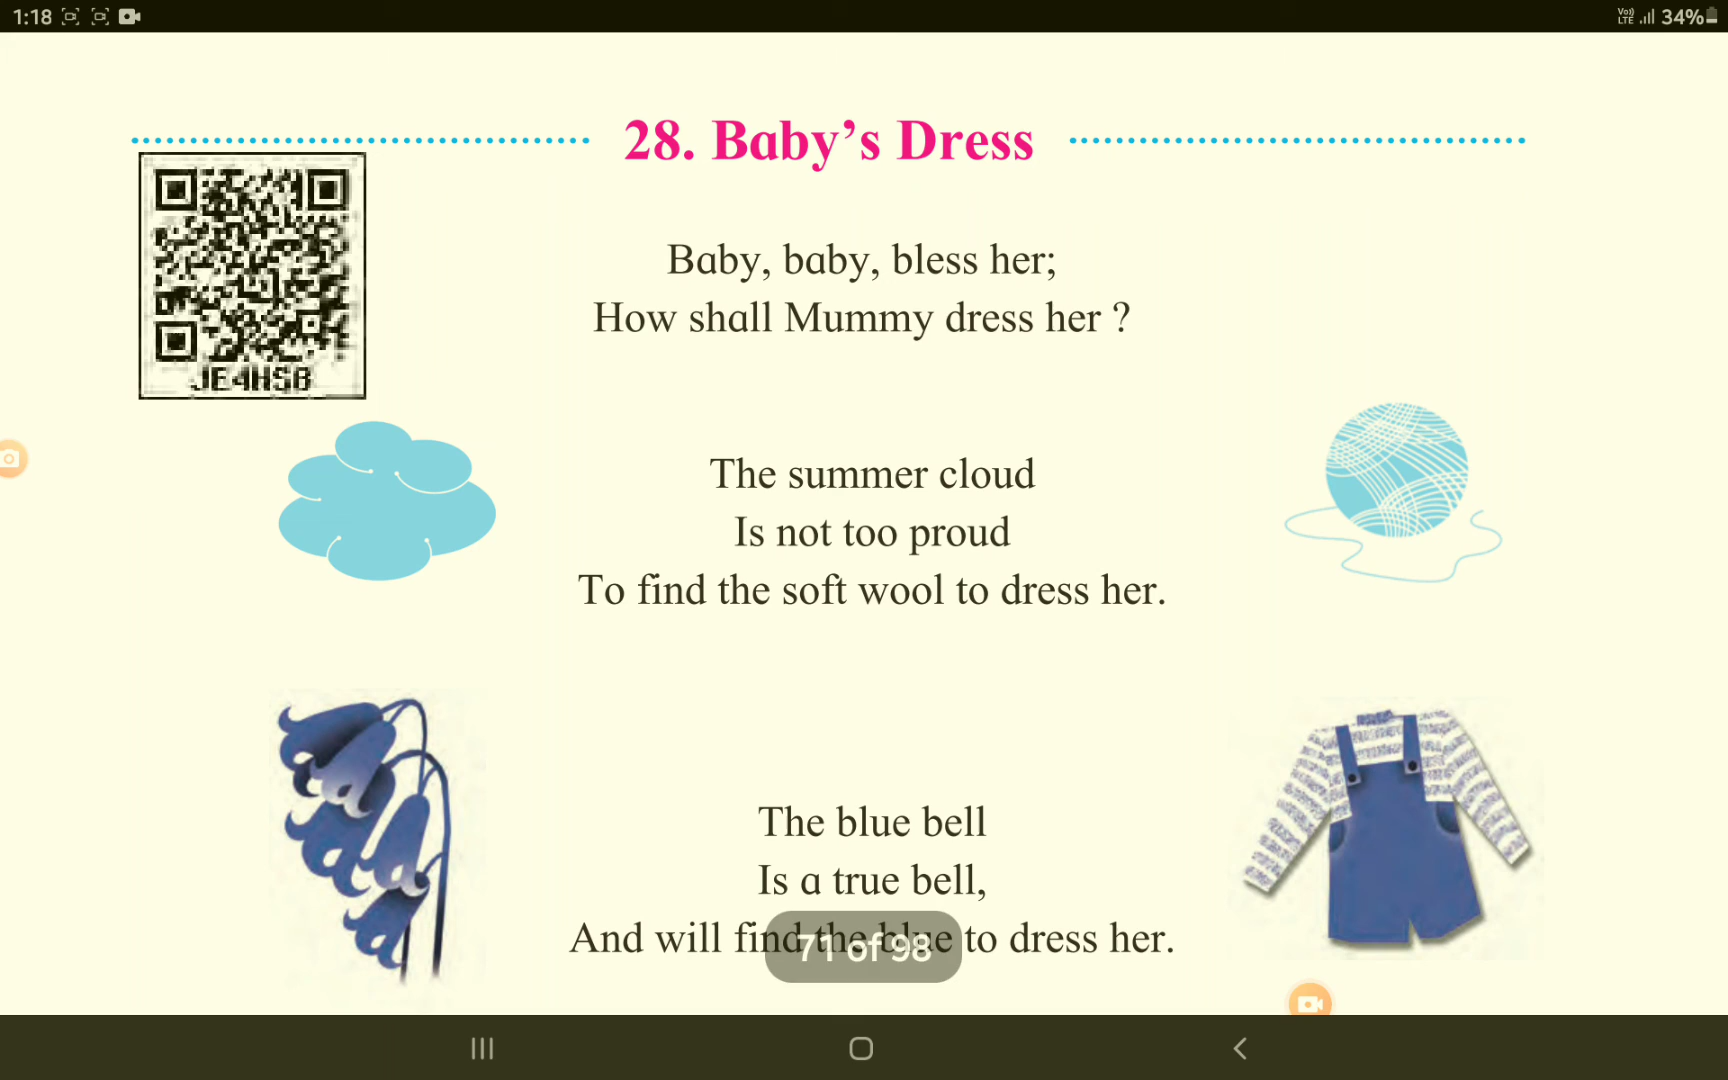 1:18
Vo)) LTE 34%
28. Baby's Dress
JE4HS8
Baby, baby, bless her;
How shall Mummy dress her ?
The summer cloud
Is not too proud
To find the soft wool to dress her.
The blue bell
Is a true bell,
And will find the blue to dress her.
71 of 98